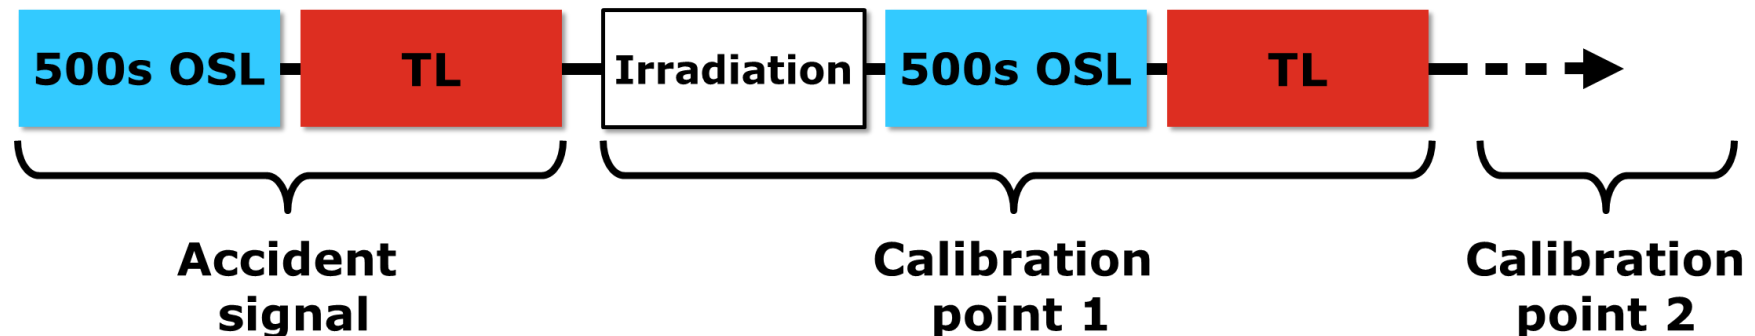 500s OSL
TL
Irradiation
500s OSL
TL
Accident
signal
Calibration
point 1
Calibration
point 2